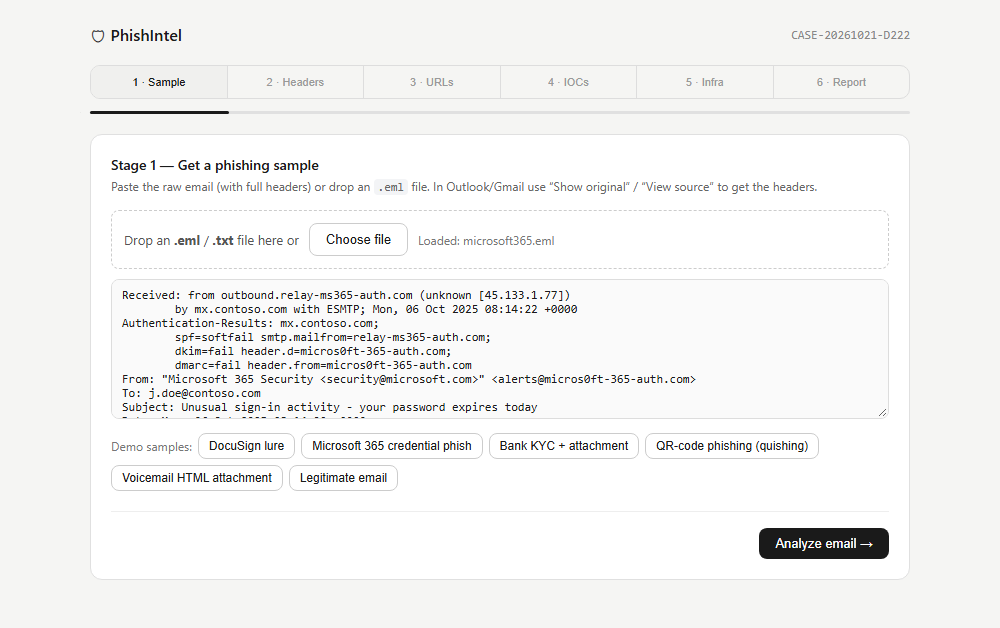 PhishIntel
CASE-20261021-D222
1 · Sample
2 · Headers
3 · URLs
4 · IOCs
5 · Infra
6 · Report
Stage 1 — Get a phishing sample
Paste the raw email (with full headers) or drop an .eml file. In Outlook/Gmail use “Show original” / “View source” to get the headers.
Drop an .eml / .txt file here or
Choose file
Loaded: microsoft365.eml
Received: from outbound.relay-ms365-auth.com (unknown [45.133.1.77])
by mx.contoso.com with ESMTP; Mon, 06 Oct 2025 08:14:22 +0000
Authentication-Results: mx.contoso.com;
spf=softfail smtp.mailfrom=relay-ms365-auth.com;
dkim=fail header.d=micros0ft-365-auth.com;
dmarc=fail header.from=micros0ft-365-auth.com
From: "Microsoft 365 Security <security@microsoft.com>" <alerts@micros0ft-365-auth.com>
To: j.doe@contoso.com
Subject: Unusual sign-in activity - your password expires today
Demo samples:
DocuSign lure
Microsoft 365 credential phish
Bank KYC + attachment
QR-code phishing (quishing)
Voicemail HTML attachment
Legitimate email
Analyze email →